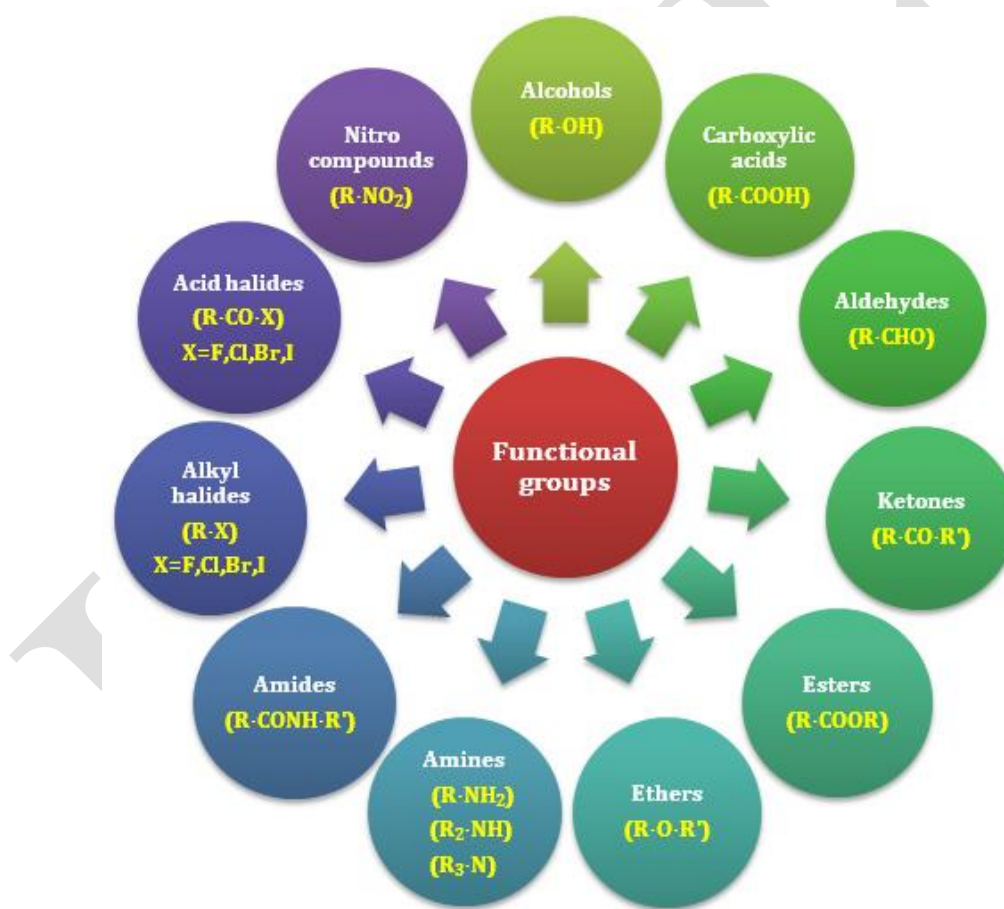 Functional
groups
Alcohols
(R-OH)
Carboxylic
acids
(R-COOH)
Aldehydes
(R-CHO)
Ketones
(R-CO-R')
Esters
(R-COOR)
Ethers
(R-O-R')
Amines
(R-NH₂)
(R₂-NH)
(R₃-N)
Amides
(R-CONH-R')
Alkyl
halides
(R-X)
X=F,Cl,Br,I
Acid halides
(R-CO-X)
X=F,Cl,Br,I
Nitro
compounds
(R-NO₂)